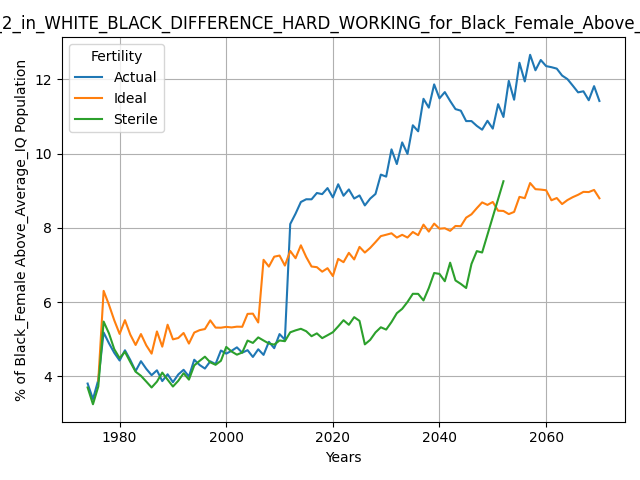 _2_in_WHITE_BLACK_DIFFERENCE_HARD_WORKING_for_Black_Female_Above_
Fertility
Actual
Ideal
Sterile
% of Black_Female Above_Average_IQ Population
12
10
8
6
4
1980
2000
2020
2040
2060
Years